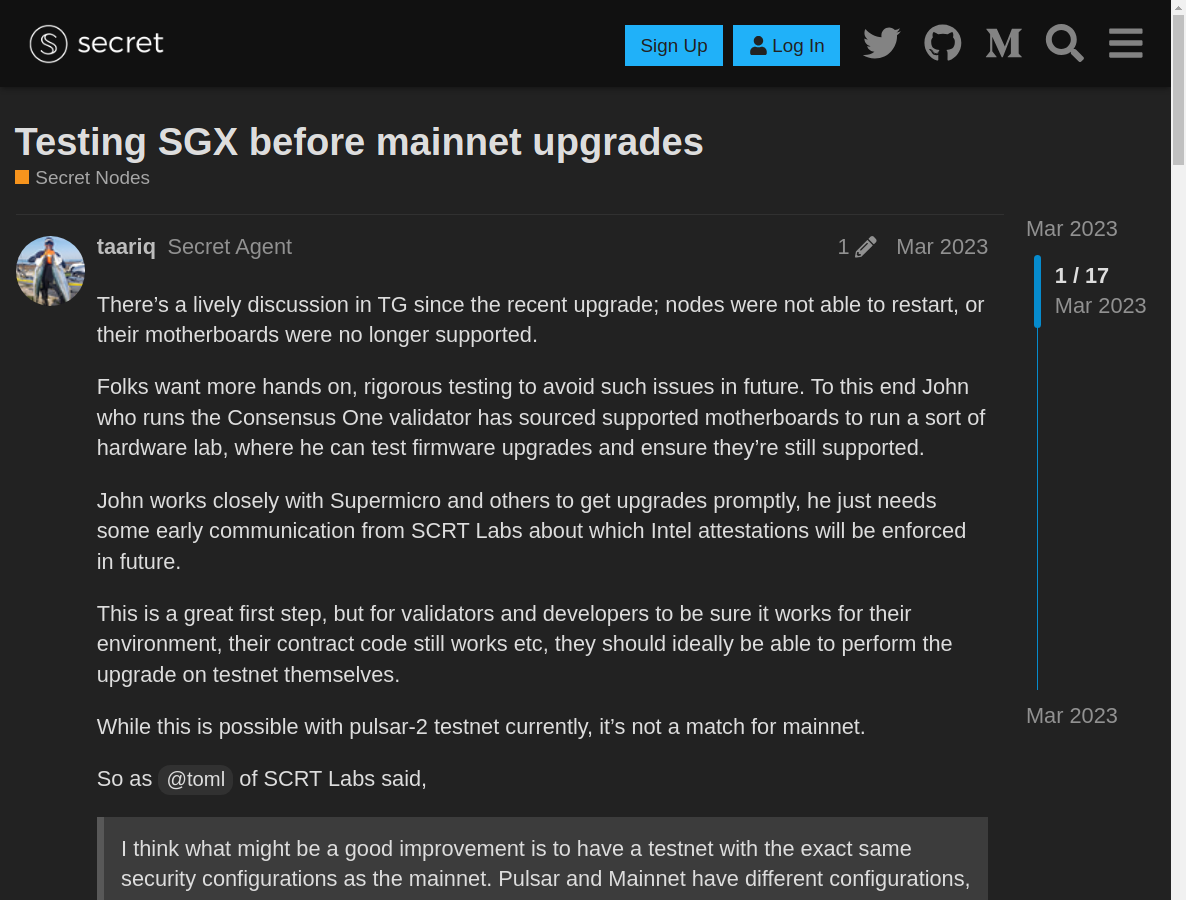 secret
Sign Up
Log In
Testing SGX before mainnet upgrades
Secret Nodes
taariq Secret Agent 1 Mar 2023
There’s a lively discussion in TG since the recent upgrade; nodes were not able to restart, or
their motherboards were no longer supported.
Folks want more hands on, rigorous testing to avoid such issues in future. To this end John
who runs the Consensus One validator has sourced supported motherboards to run a sort of
hardware lab, where he can test firmware upgrades and ensure they’re still supported.
John works closely with Supermicro and others to get upgrades promptly, he just needs
some early communication from SCRT Labs about which Intel attestations will be enforced
in future.
This is a great first step, but for validators and developers to be sure it works for their
environment, their contract code still works etc, they should ideally be able to perform the
upgrade on testnet themselves.
While this is possible with pulsar-2 testnet currently, it’s not a match for mainnet.
So as @toml of SCRT Labs said,
I think what might be a good improvement is to have a testnet with the exact same
security configurations as the mainnet. Pulsar and Mainnet have different configurations,
Mar 2023
1 / 17
Mar 2023
Mar 2023